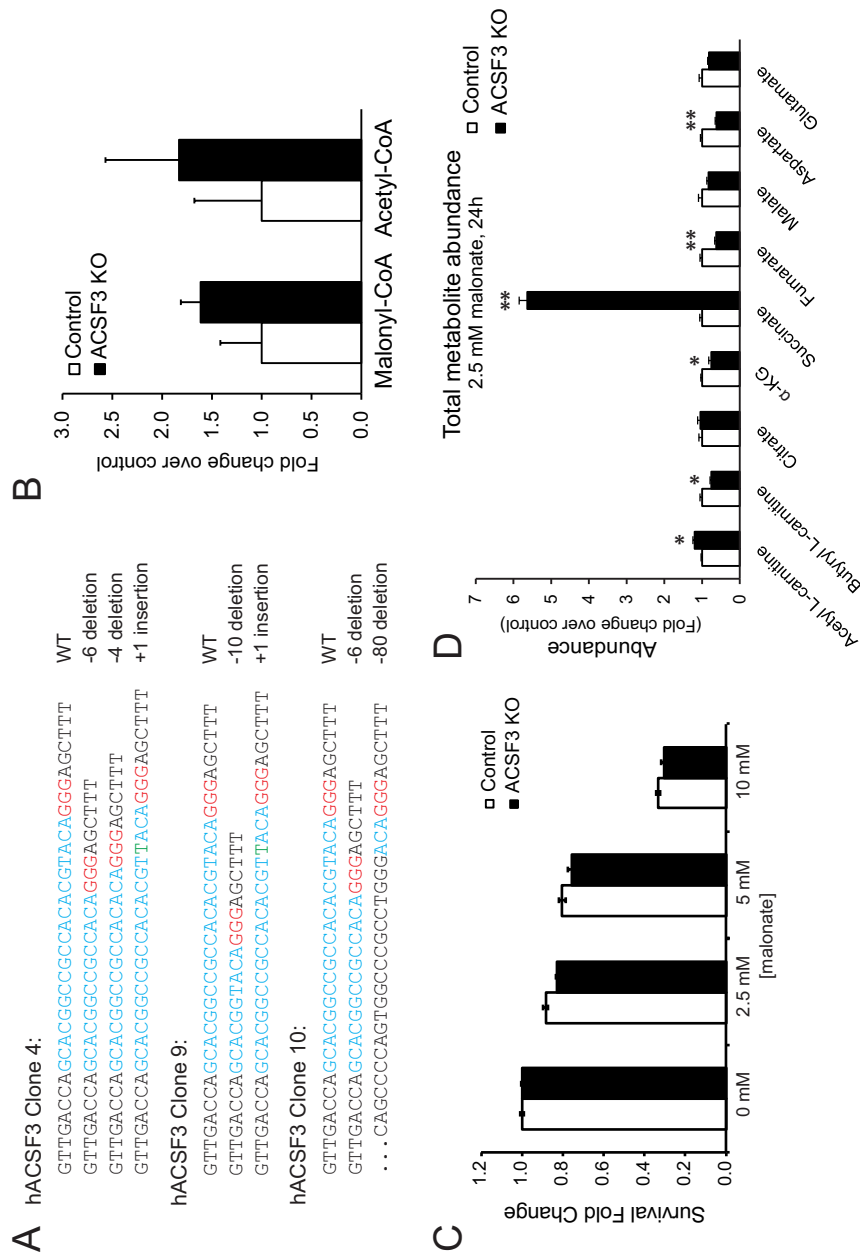 A
hACSF3 Clone 4:
GTTGACCAGCACGGCCGCCACACGTACAGGGAGCTTT WT
GTTGACCAGCACGGCCGCCACAGGGAGCTTT -6 deletion
GTTGACCAGCACGGCCGCCACACAGGGAGCTTT -4 deletion
GTTGACCAGCACGGCCGCCACACGTTACAGGGAGCTTT +1 insertion
hACSF3 Clone 9:
GTTGACCAGCACGGCCGCCACACGTACAGGGAGCTTT WT
GTTGACCAGCACGGTACAGGGAGCTTT -10 deletion
GTTGACCAGCACGGCCGCCACACGTTACAGGGAGCTTT +1 insertion
hACSF3 Clone 10:
GTTGACCAGCACGGCCGCCACACGTACAGGGAGCTTT WT
GTTGACCAGCACGGCCGCCACAGGGAGCTTT -6 deletion
...CAGCCCCAGTGGCCCGCCTGGGACAGGGAGCTTT -80 deletion
B
Control
ACSF3 KO
Fold change over control
3.0
2.5
2.0
1.5
1.0
0.5
0.0
Malonyl-CoA Acetyl-CoA
C
Control
ACSF3 KO
Survival Fold Change
1.2
1.0
0.8
0.6
0.4
0.2
0.0
0 mM 2.5 mM 5 mM 10 mM
[malonate]
D
Total metabolite abundance
2.5 mM malonate, 24h
Control
ACSF3 KO
Abundance
(Fold change over control)
7
6
5
4
3
2
1
0
* * * ** ** **
Acetyl L-carnitine
Butyryl L-carnitine
Citrate
α-KG
Succinate
Fumarate
Malate
Aspartate
Glutamate